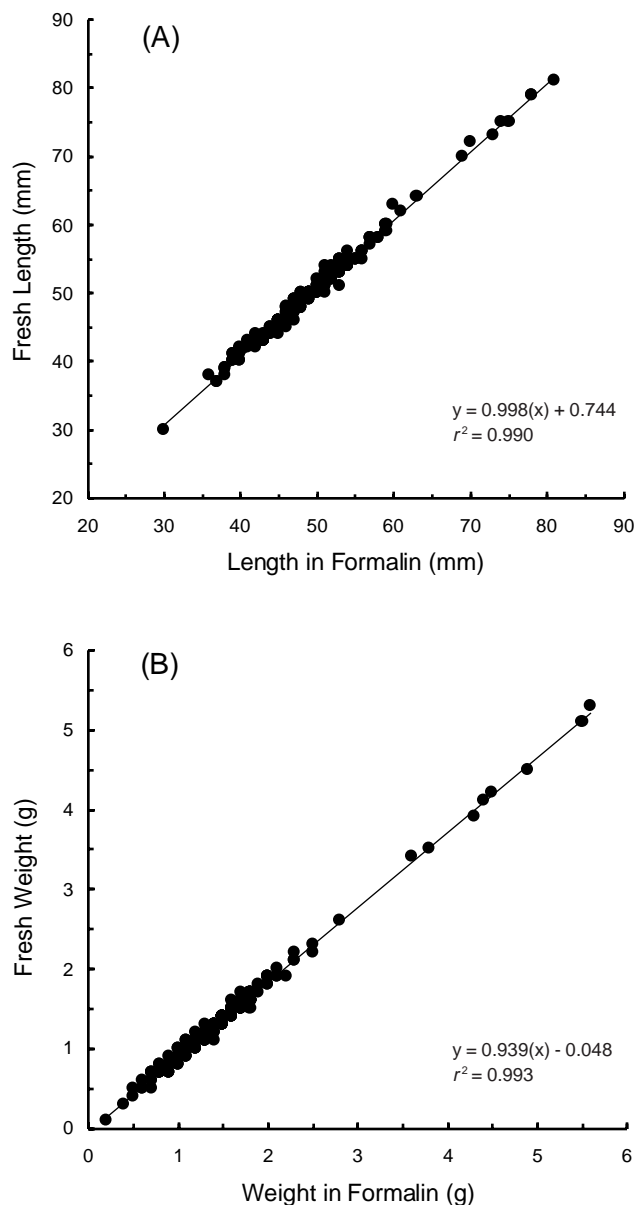 (A)
90
80
70
60
50
40
30
20
Fresh Length (mm)
y = 0.998(x) + 0.744
r² = 0.990
20 30 40 50 60 70 80 90
Length in Formalin (mm)
(B)
6
5
4
3
2
1
0
Fresh Weight (g)
y = 0.939(x) - 0.048
r² = 0.993
0 1 2 3 4 5 6
Weight in Formalin (g)